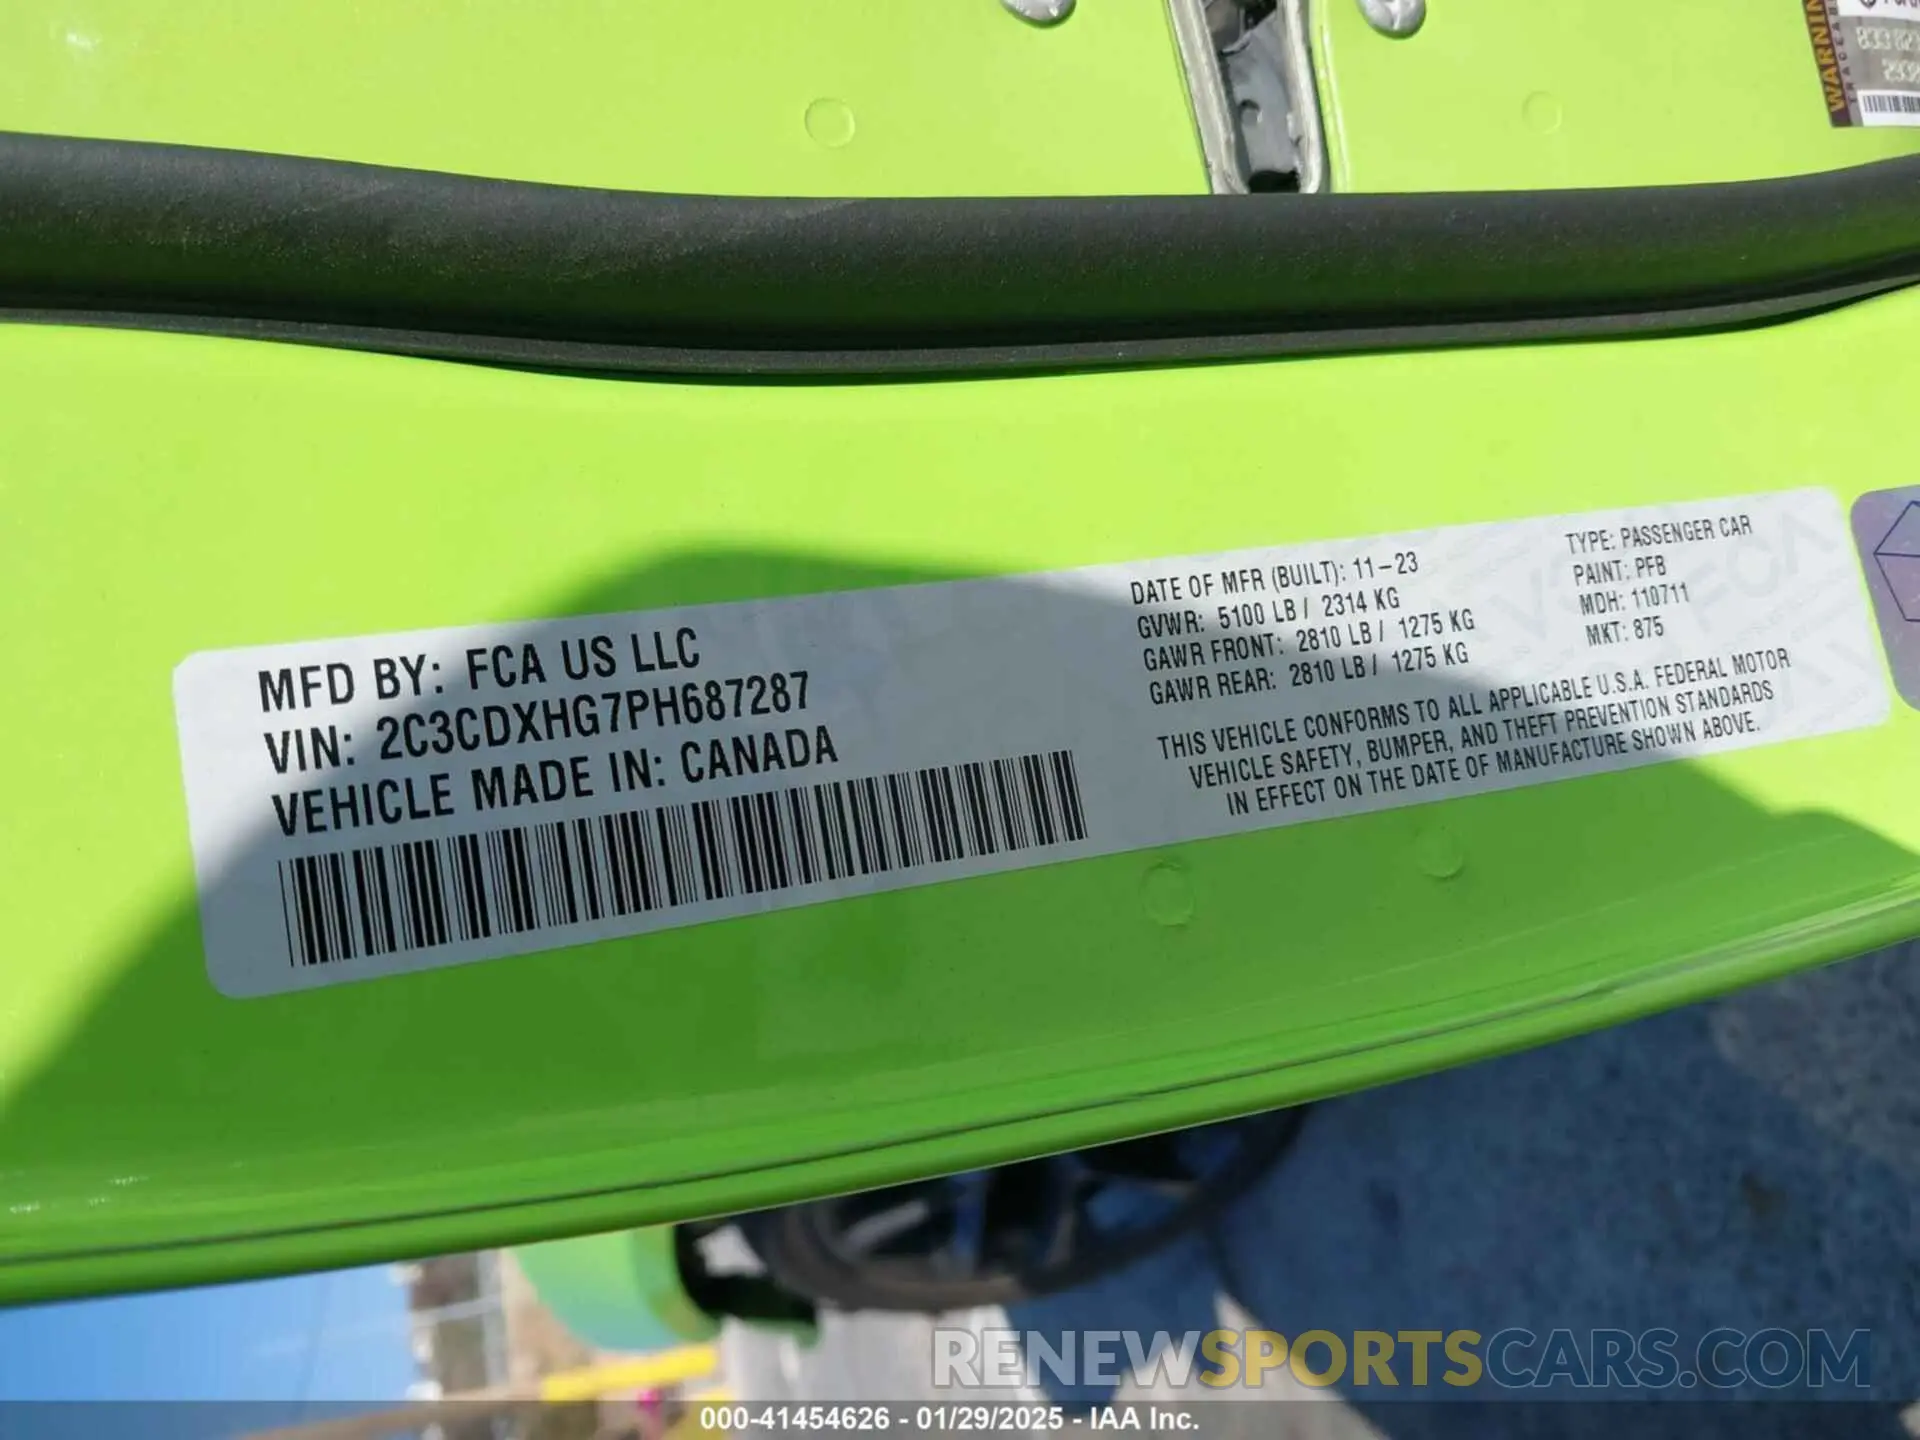 WARNING
MFD BY: FCA US LLC
VIN: 2C3CDXHG7PH687287
VEHICLE MADE IN: CANADA
DATE OF MFR (BUILT): 11-23
GVWR: 5100 LB / 2314 KG
GAWR FRONT: 2810 LB / 1275 KG
GAWR REAR: 2810 LB / 1275 KG
TYPE: PASSENGER CAR
PAINT: PFB
MDH: 110711
MKT: 875
THIS VEHICLE CONFORMS TO ALL APPLICABLE U.S.A. FEDERAL MOTOR
VEHICLE SAFETY, BUMPER, AND THEFT PREVENTION STANDARDS
IN EFFECT ON THE DATE OF MANUFACTURE SHOWN ABOVE.
RENEWSPORTSCARS.COM
000-41454626 - 01/29/2025 - IAA Inc.